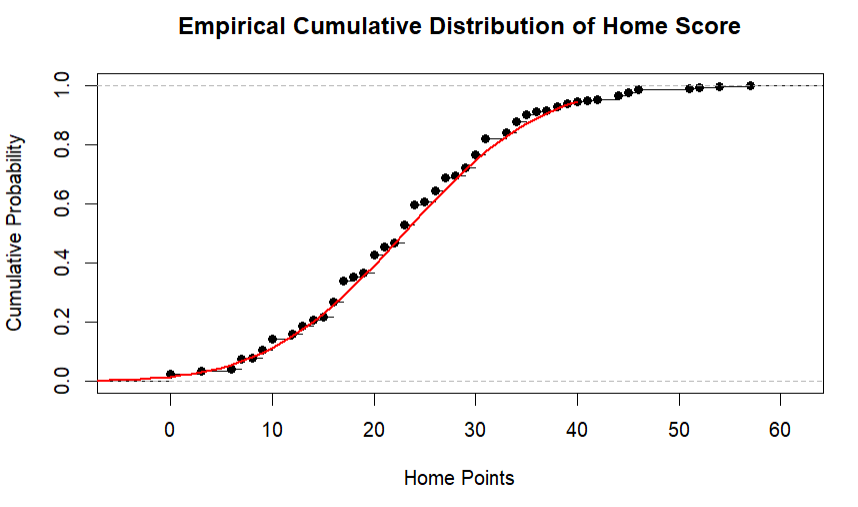 Empirical Cumulative Distribution of Home Score
Cumulative Probability
1.0
0.8
0.6
0.4
0.2
0.0
0 10 20 30 40 50 60
Home Points